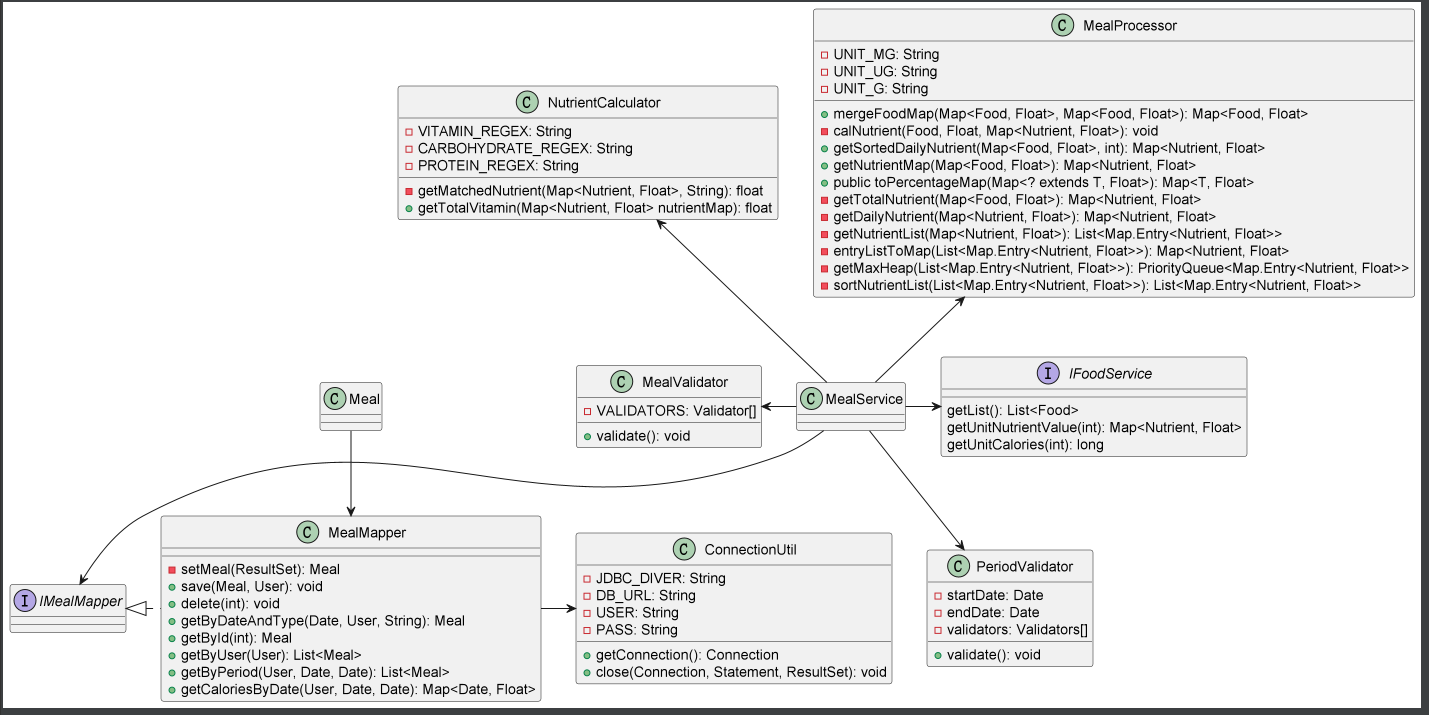 C MealProcessor
UNIT_MG: String
UNIT_UG: String
UNIT_G: String
mergeFoodMap(Map<Food, Float>, Map<Food, Float>): Map<Food, Float>
calNutrient(Food, Float, Map<Nutrient, Float>): void
getSortedDailyNutrient(Map<Food, Float>, int): Map<Nutrient, Float>
getNutrientMap(Map<Food, Float>): Map<Nutrient, Float>
public toPercentageMap(Map<? extends T, Float>): Map<T, Float>
getTotalNutrient(Map<Food, Float>): Map<Nutrient, Float>
getDailyNutrient(Map<Nutrient, Float>): Map<Nutrient, Float>
getNutrientList(Map<Nutrient, Float>): List<Map.Entry<Nutrient, Float>>
entryListToMap(List<Map.Entry<Nutrient, Float>>): Map<Nutrient, Float>
getMaxHeap(List<Map.Entry<Nutrient, Float>>): PriorityQueue<Map.Entry<Nutrient, Float>>
sortNutrientList(List<Map.Entry<Nutrient, Float>>): List<Map.Entry<Nutrient, Float>>
C NutrientCalculator
VITAMIN_REGEX: String
CARBOHYDRATE_REGEX: String
PROTEIN_REGEX: String
getMatchedNutrient(Map<Nutrient, Float>, String): float
getTotalVitamin(Map<Nutrient, Float> nutrientMap): float
C Meal
C MealValidator
VALIDATORS: Validator[]
validate(): void
C MealService
I IFoodService
getList(): List<Food>
getUnitNutrientValue(int): Map<Nutrient, Float>
getUnitCalories(int): long
I IMealMapper
C MealMapper
setMeal(ResultSet): Meal
save(Meal, User): void
delete(int): void
getByDateAndType(Date, User, String): Meal
getById(int): Meal
getByUser(User): List<Meal>
getByPeriod(User, Date, Date): List<Meal>
getCaloriesByDate(User, Date, Date): Map<Date, Float>
C ConnectionUtil
JDBC_DIVER: String
DB_URL: String
USER: String
PASS: String
getConnection(): Connection
close(Connection, Statement, ResultSet): void
C PeriodValidator
startDate: Date
endDate: Date
validators: Validators[]
validate(): void